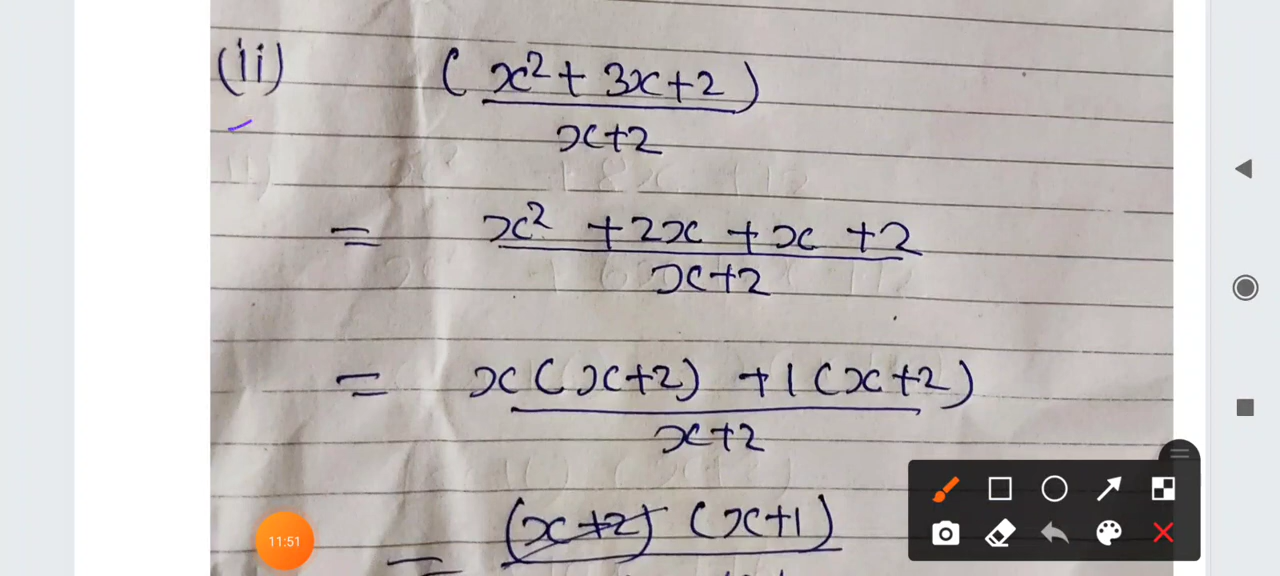 (ii) (x² + 3x + 2)
x+2
= x² + 2x + x + 2
x+2
= x(x+2) + 1(x+2)
x+2
= (x+2) (x+1)
11:51